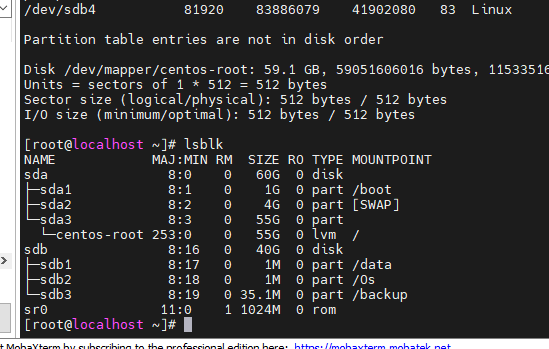 /dev/sdb4 81920 83886079 41902080 83 Linux
Partition table entries are not in disk order
Disk /dev/mapper/centos-root: 59.1 GB, 59051606016 bytes, 11533516
Units = sectors of 1 * 512 = 512 bytes
Sector size (logical/physical): 512 bytes / 512 bytes
I/O size (minimum/optimal): 512 bytes / 512 bytes
[root@localhost ~]# lsblk
NAME MAJ:MIN RM SIZE RO TYPE MOUNTPOINT
sda 8:0 0 60G 0 disk
├─sda1 8:1 0 1G 0 part /boot
├─sda2 8:2 0 4G 0 part [SWAP]
└─sda3 8:3 0 55G 0 part
└─centos-root 253:0 0 55G 0 lvm /
sdb 8:16 0 40G 0 disk
├─sdb1 8:17 0 1M 0 part /data
├─sdb2 8:18 0 1M 0 part /Os
└─sdb3 8:19 0 35.1M 0 part /backup
sr0 11:0 1 1024M 0 rom
[root@localhost ~]#
t MobaXterm by subscribing to the professional edition here: https://mobaxterm.mobatek.net